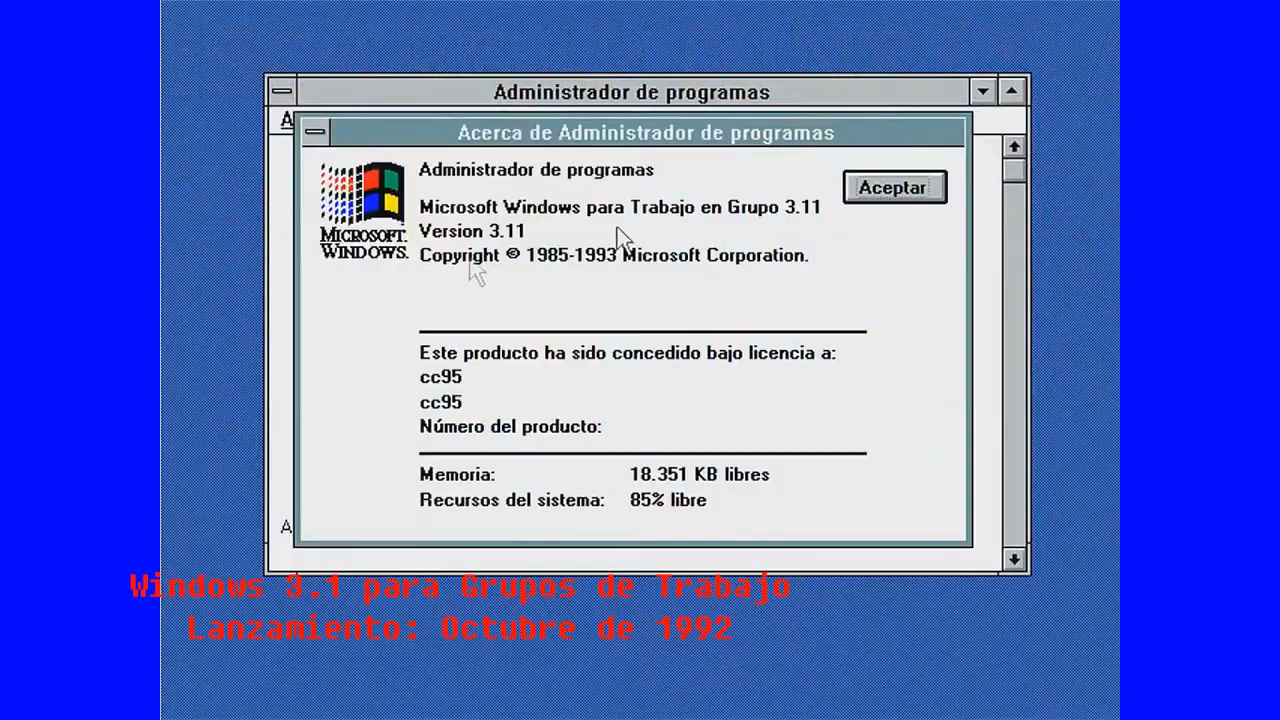 Administrador de programas
A
Acerca de Administrador de programas
Administrador de programas
Aceptar
Microsoft Windows para Trabajo en Grupo 3.11
Version 3.11
Copyright © 1985-1993 Microsoft Corporation.
MICROSOFT.
WINDOWS.
Este producto ha sido concedido bajo licencia a:
cc95
cc95
Número del producto:
Memoria: 18.351 KB libres
Recursos del sistema: 85% libre
A
Windows 3.1 para Grupos de Trabajo
Lanzamiento: Octubre de 1992